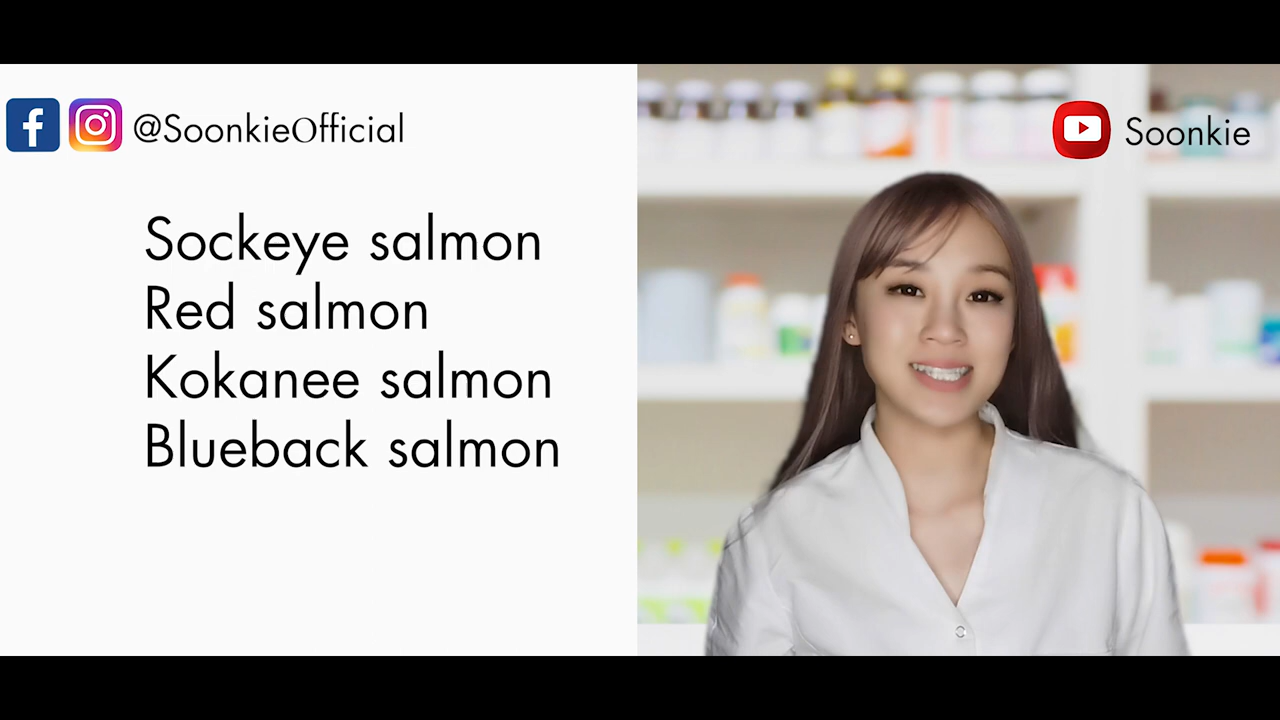 @SoonkieOfficial
Soonkie
Sockeye salmon
Red salmon
Kokanee salmon
Blueback salmon